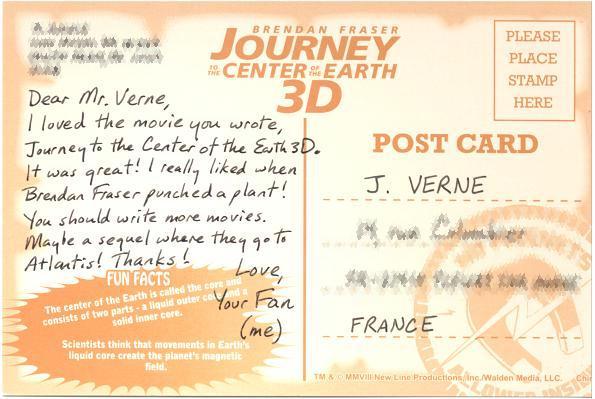 BRENDAN FRASER
JOURNEY
TO THE CENTER OF THE EARTH
3D
PLEASE
PLACE
STAMP
HERE
Dear Mr. Verne,
I loved the movie you wrote,
Journey to the Center of the Earth 3D.
It was great! I really liked when
Brendan Fraser punched a plant!
You should write more movies.
Maybe a sequel where they go to
Atlantis! Thanks!
Love,
Your Fan
(me)
FUN FACTS
The center of the Earth is called the core and
consists of two parts - a liquid outer core and a
solid inner core.
Scientists think that movements in Earth's
liquid core create the planet's magnetic
field.
POST CARD
J. VERNE
FRANCE
TM & © MMVIII New Line Productions, Inc./Walden Media, LLC.